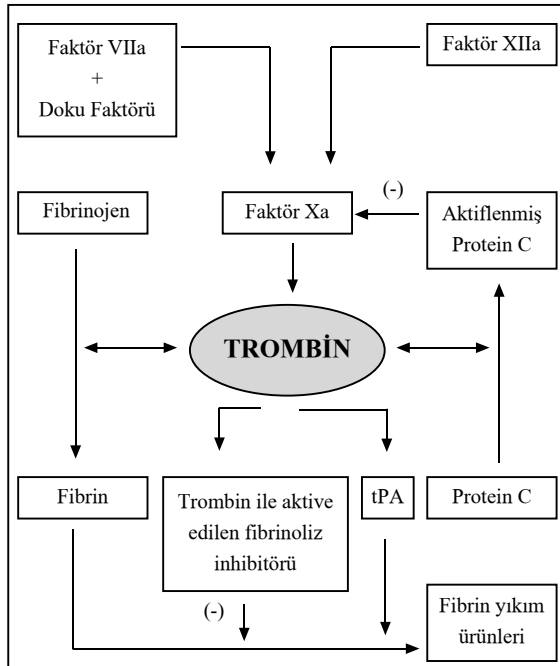 Faktör VIIa
+
Doku Faktörü
Faktör XIIa
Fibrinojen
Faktör Xa
(-)
Aktiflenmiş
Protein C
TROMBİN
Fibrin
Trombin ile aktive
edilen fibrinoliz
inhibitörü
tPA
Protein C
(-)
Fibrin yıkım
ürünleri